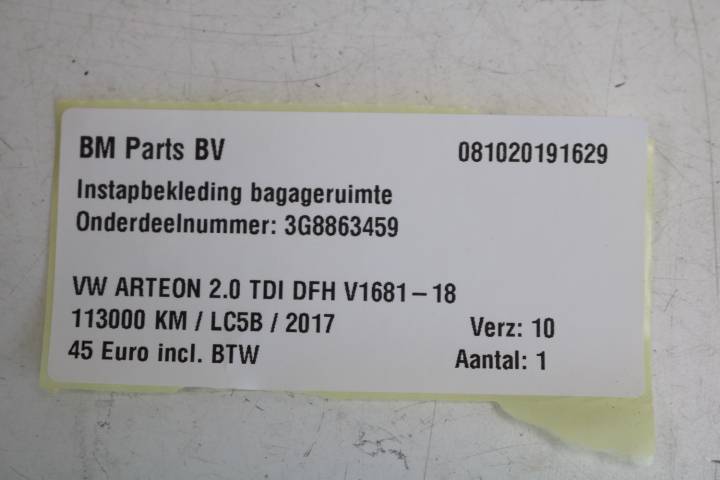 BM Parts BV 081020191629
Instapbekleding bagageruimte
Onderdeelnummer: 3G8863459
VW ARTEON 2.0 TDI DFH V1681-18
113000 KM / LC5B / 2017 Verz: 10
45 Euro incl. BTW Aantal: 1